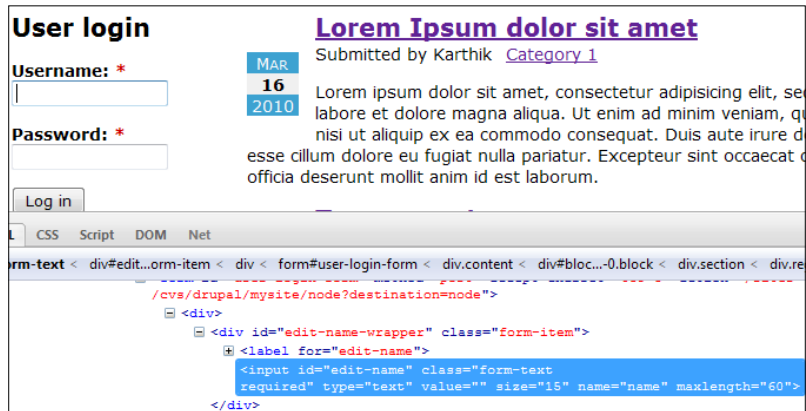 User login
Username: *
Password: *
Log in
Lorem Ipsum dolor sit amet
Submitted by Karthik Category 1
MAR
16
2010
Lorem ipsum dolor sit amet, consectetur adipisicing elit,
labore et dolore magna aliqua. Ut enim ad minim veniam,
nisi ut aliquip ex ea commodo consequat. Duis aute irure
esse cillum dolore eu fugiat nulla pariatur. Excepteur sint occaecat
officia deserunt mollit anim id est laborum.
CSS Script DOM Net
orm-text < div#edit...orm-item < div < form#user-login-form < div.content < div#bloc...-0.block < div.section < div.re
/cvs/drupal/mysite/node?destination=node">
<div>
<div id="edit-name-wrapper" class="form-item">
<label for="edit-name">
<input id="edit-name" class="form-text
required" type="text" value="" size="15" name="name" maxlength="60">
</div>